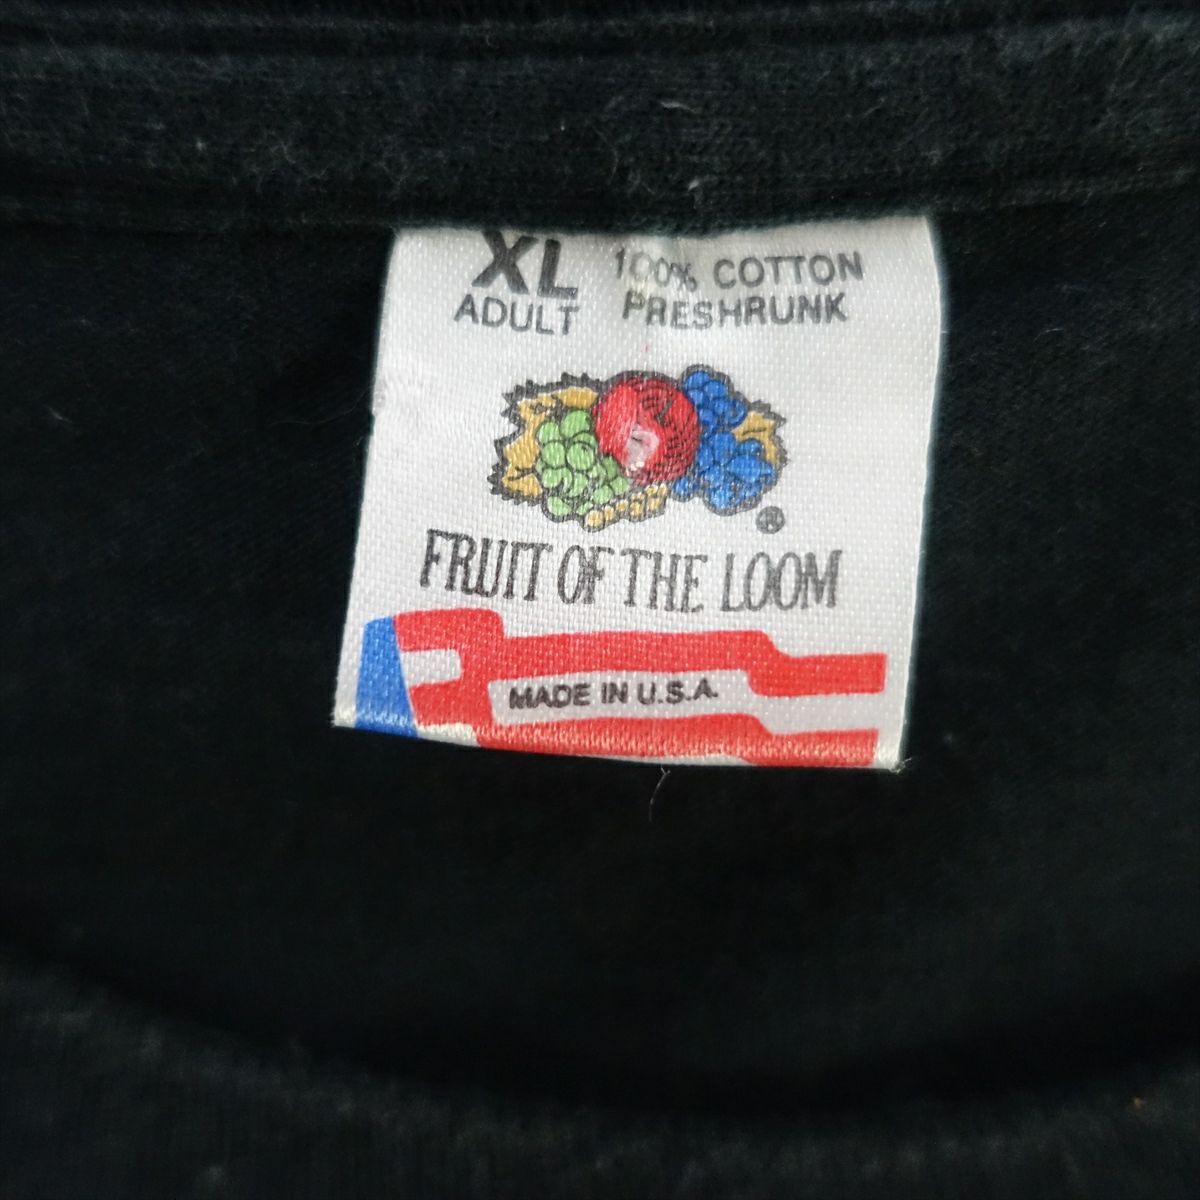 XL
ADULT
100% COTTON
PRESHRUNK
®
FRUIT OF THE LOOM
MADE IN U.S.A.